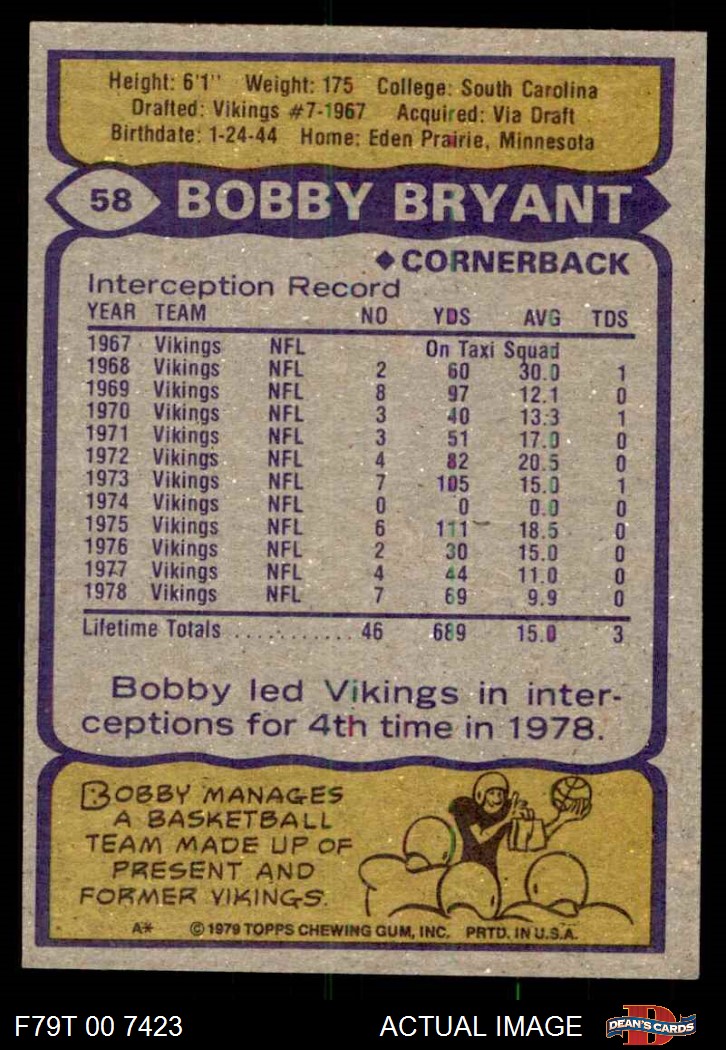 Height: 6'1" Weight: 175 College: South Carolina
Drafted: Vikings #7-1967 Acquired: Via Draft
Birthdate: 1-24-44 Home: Eden Prairie, Minnesota
58 BOBBY BRYANT
◆CORNERBACK
Interception Record
YEAR TEAM NO YDS AVG TDS
1967 Vikings NFL On Taxi Squad
1968 Vikings NFL 2 60 30.0 1
1969 Vikings NFL 8 97 12.1 0
1970 Vikings NFL 3 40 13.3 1
1971 Vikings NFL 3 51 17.0 0
1972 Vikings NFL 4 82 20.5 0
1973 Vikings NFL 7 105 15.0 1
1974 Vikings NFL 0 0 0.0 0
1975 Vikings NFL 6 111 18.5 0
1976 Vikings NFL 2 30 15.0 0
1977 Vikings NFL 4 44 11.0 0
1978 Vikings NFL 7 69 9.9 0
Lifetime Totals ........... 46 689 15.0 3
Bobby led Vikings in inter-
ceptions for 4th time in 1978.
BOBBY MANAGES
A BASKETBALL
TEAM MADE UP OF
PRESENT AND
FORMER VIKINGS.
A* © 1979 TOPPS CHEWING GUM, INC. PRTD. IN U.S.A.
F79T 00 7423 ACTUAL IMAGE D DEAN'S CARDS